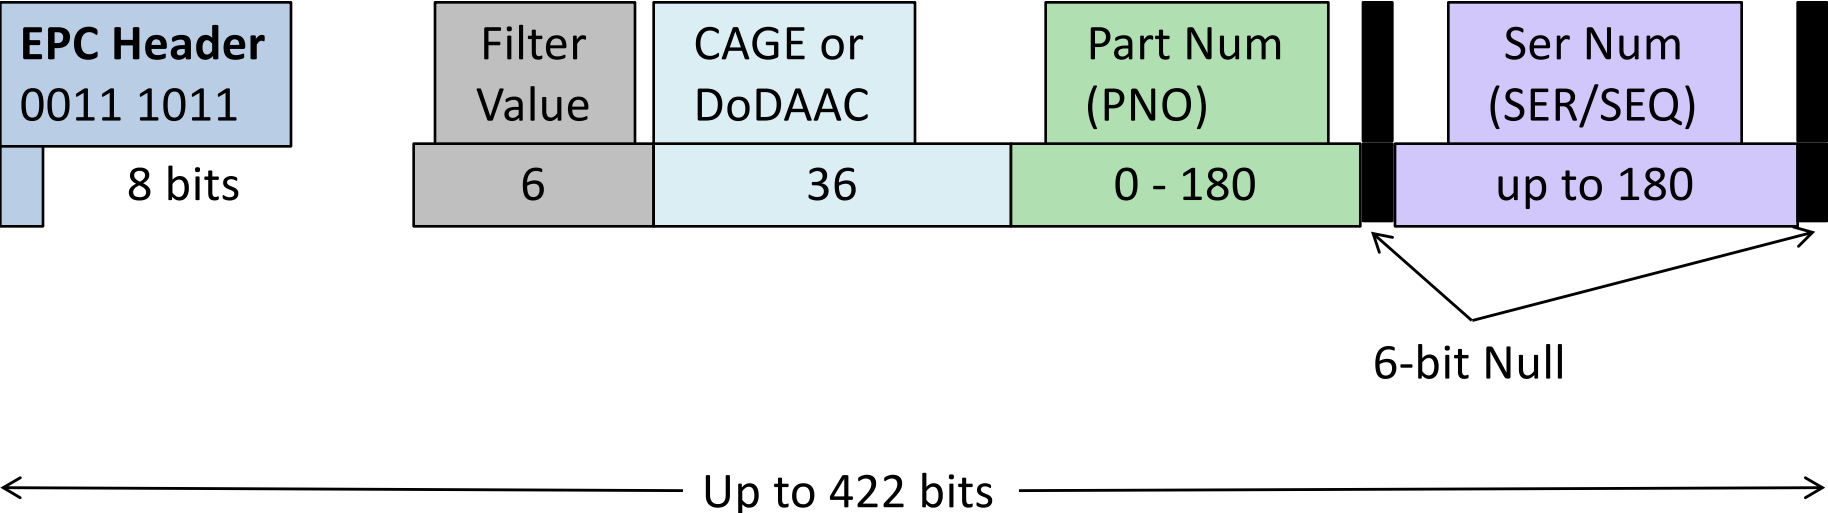 EPC Header
0011 1011
8 bits
Filter
Value
6
CAGE or
DoDAAC
36
Part Num
(PNO)
0 - 180
Ser Num
(SER/SEQ)
up to 180
6-bit Null
Up to 422 bits